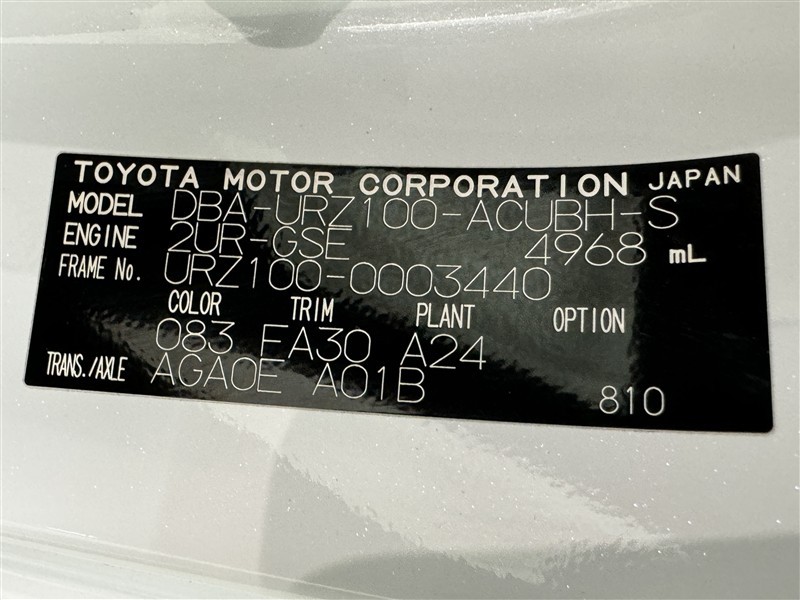 TOYOTA MOTOR CORPORATION JAPAN
MODEL DBA-URZ100-ACUBH-S
ENGINE 2UR-GSE 4968 mL
FRAME No. URZ100-0003440
COLOR TRIM PLANT OPTION
083 EA30 A24
TRANS./AXLE AGA0E A01B 810